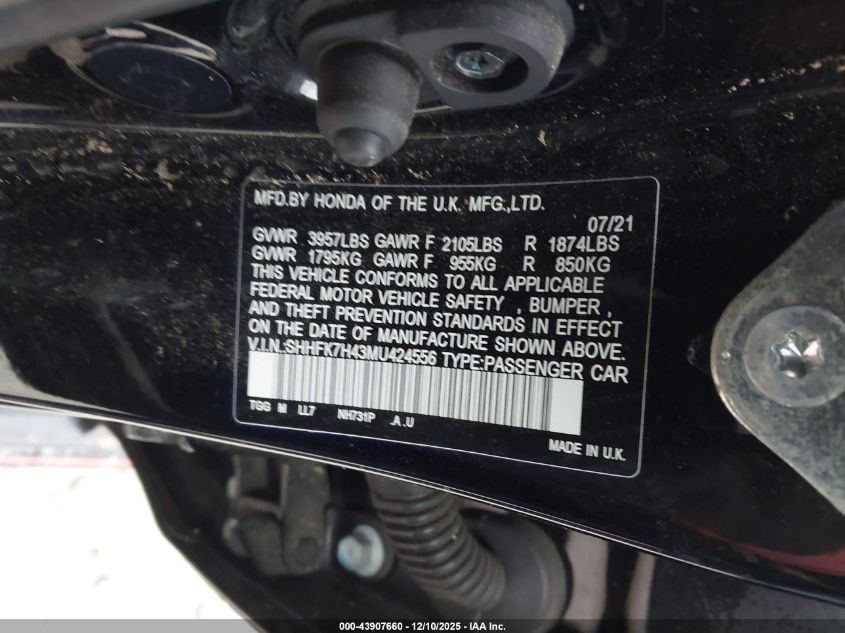 MFD.BY HONDA OF THE U.K. MFG.,LTD.
07/21
GVWR 3957LBS GAWR F 2105LBS R 1874LBS
GVWR 1795KG GAWR F 955KG R 850KG
THIS VEHICLE CONFORMS TO ALL APPLICABLE
FEDERAL MOTOR VEHICLE SAFETY , BUMPER ,
AND THEFT PREVENTION STANDARDS IN EFFECT
ON THE DATE OF MANUFACTURE SHOWN ABOVE.
V.I.N.:SHHFK7H43MU424556 TYPE:PASSENGER CAR
TGG M LL7 NH731P .A .U
MADE IN U.K.
000-43907660 - 12/10/2025 - IAA Inc.